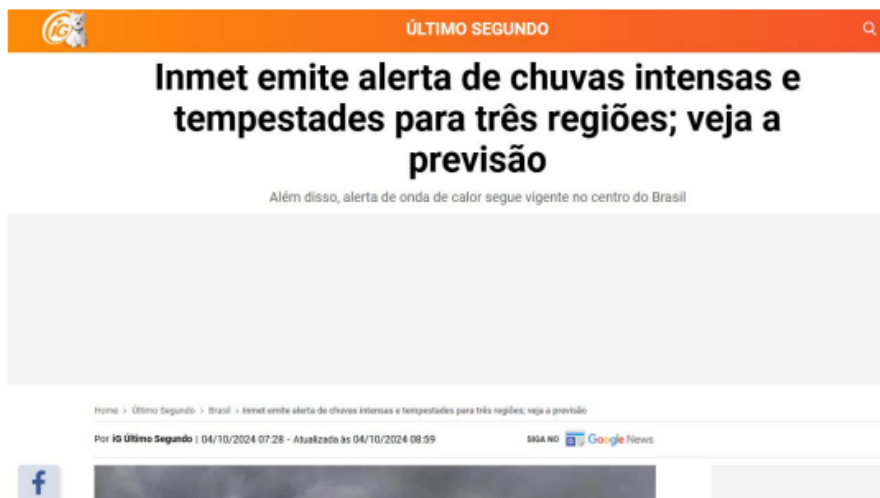 iG
ÚLTIMO SEGUNDO
Inmet emite alerta de chuvas intensas e
tempestades para três regiões; veja a
previsão
Além disso, alerta de onda de calor segue vigente no centro do Brasil
Home > Último Segundo > Brasil > Inmet emite alerta de chuvas intensas e tempestades para três regiões; veja a previsão
Por iG Último Segundo | 04/10/2024 07:28 - Atualizada às 04/10/2024 08:59
SIGA NO Google News
f